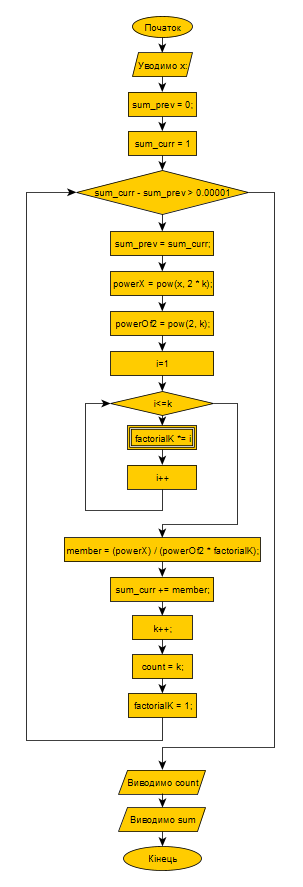 Початок
Уводимо x:
sum_prev = 0;
sum_curr = 1
sum_curr - sum_prev > 0.00001
sum_prev = sum_curr;
powerX = pow(x, 2 * k);
powerOf2 = pow(2, k);
i=1
i<=k
factorialK *= i
i++
member = (powerX) / (powerOf2 * factorialK);
sum_curr += member;
k++;
count = k;
factorialK = 1;
Виводимо count
Виводимо sum
Кінець